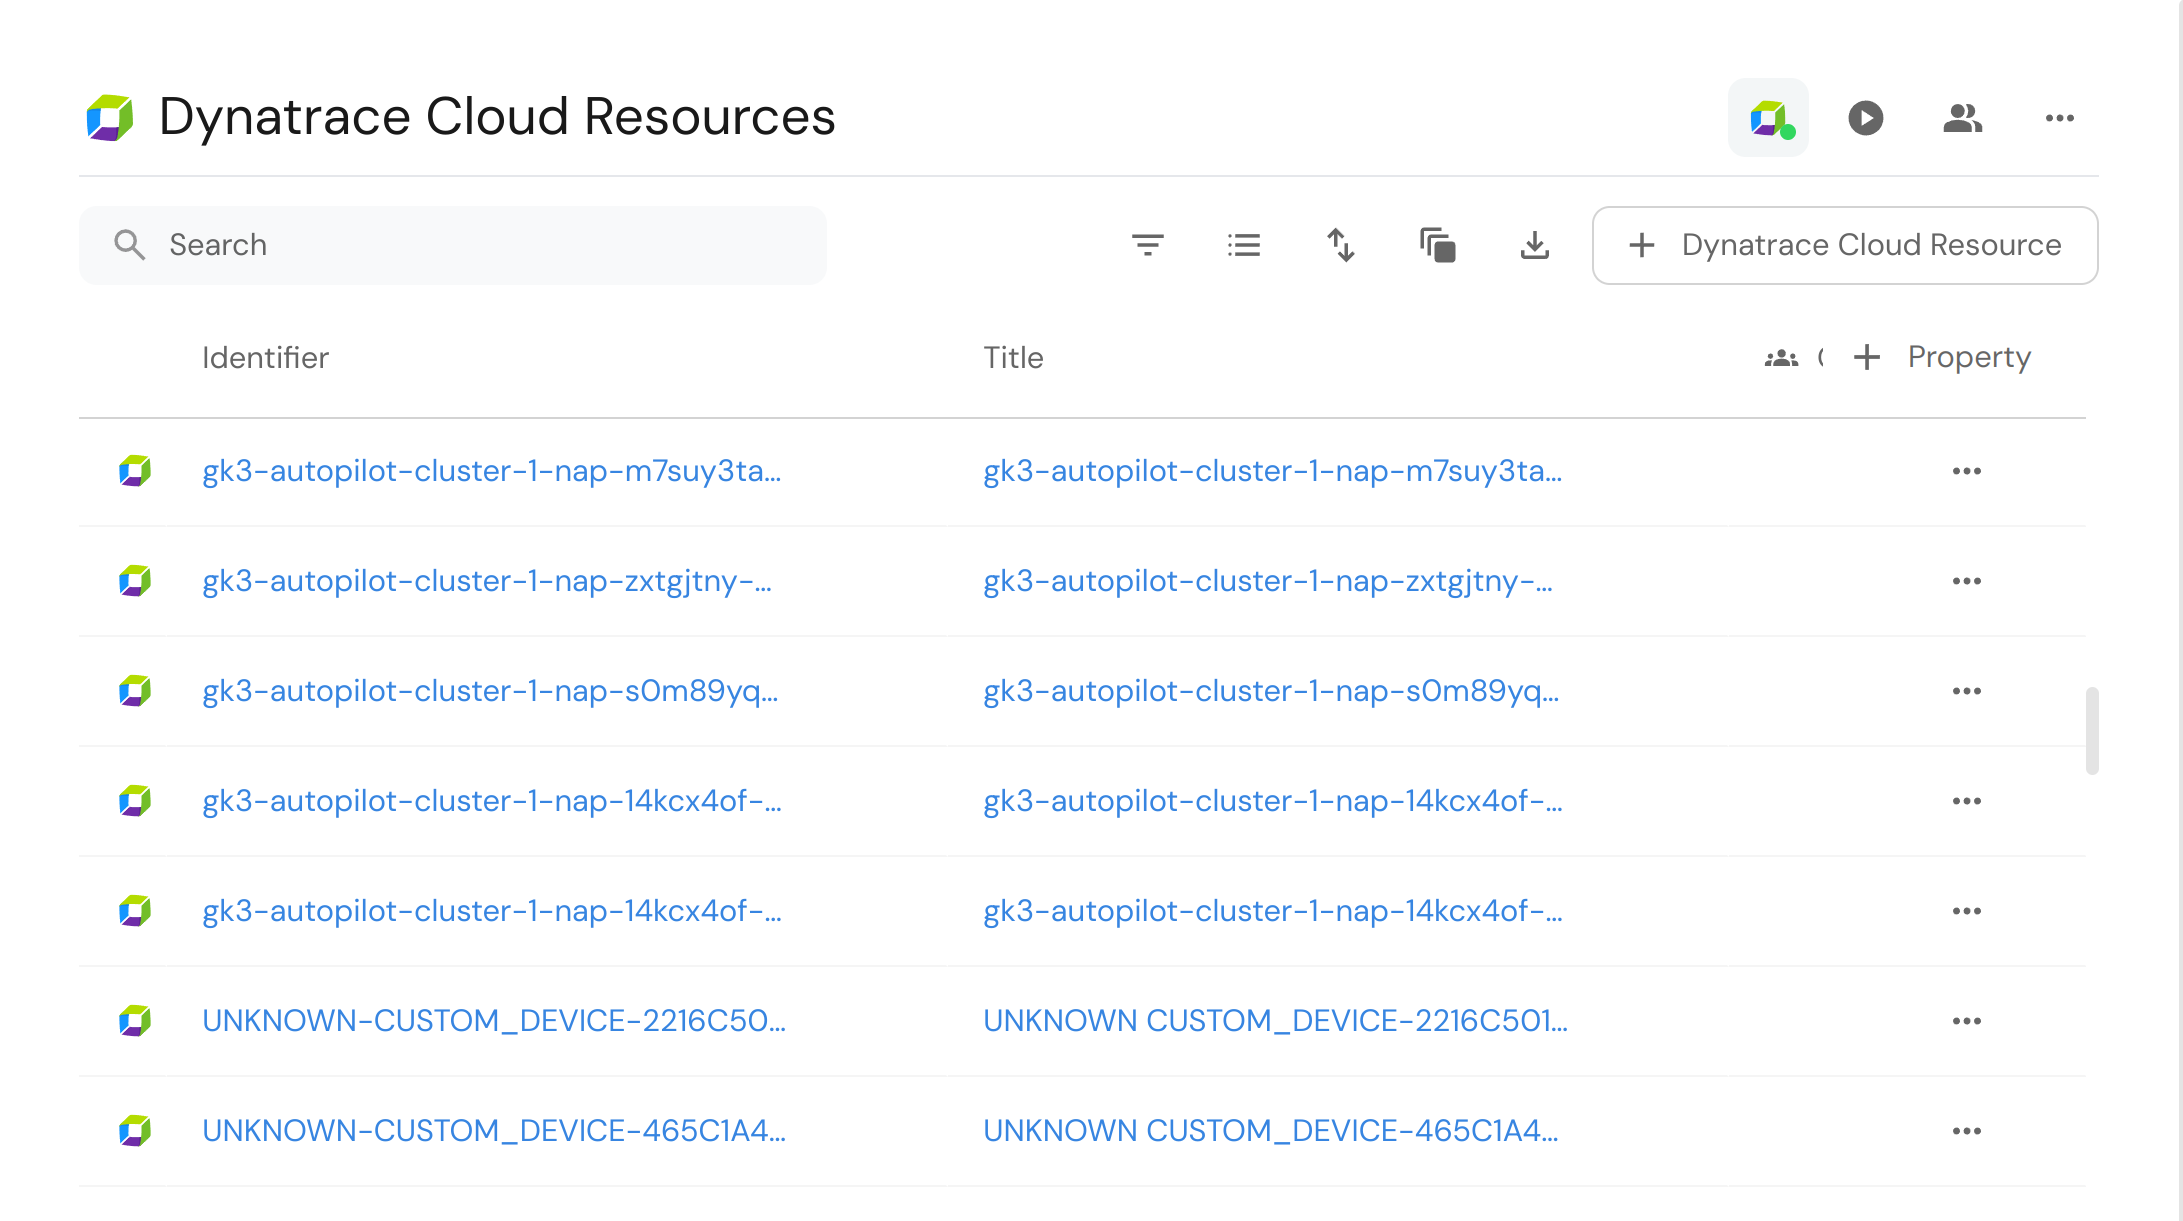 Dynatrace Cloud Resources
Search
Dynatrace Cloud Resource
Identifier Title Property
gk3-autopilot-cluster-1-nap-m7suy3ta... gk3-autopilot-cluster-1-nap-m7suy3ta...
gk3-autopilot-cluster-1-nap-zxtgjtny-... gk3-autopilot-cluster-1-nap-zxtgjtny-...
gk3-autopilot-cluster-1-nap-s0m89yq... gk3-autopilot-cluster-1-nap-s0m89yq...
gk3-autopilot-cluster-1-nap-14kcx4of-... gk3-autopilot-cluster-1-nap-14kcx4of-...
gk3-autopilot-cluster-1-nap-14kcx4of-... gk3-autopilot-cluster-1-nap-14kcx4of-...
UNKNOWN-CUSTOM_DEVICE-2216C50... UNKNOWN CUSTOM_DEVICE-2216C501...
UNKNOWN-CUSTOM_DEVICE-465C1A4... UNKNOWN CUSTOM_DEVICE-465C1A4...